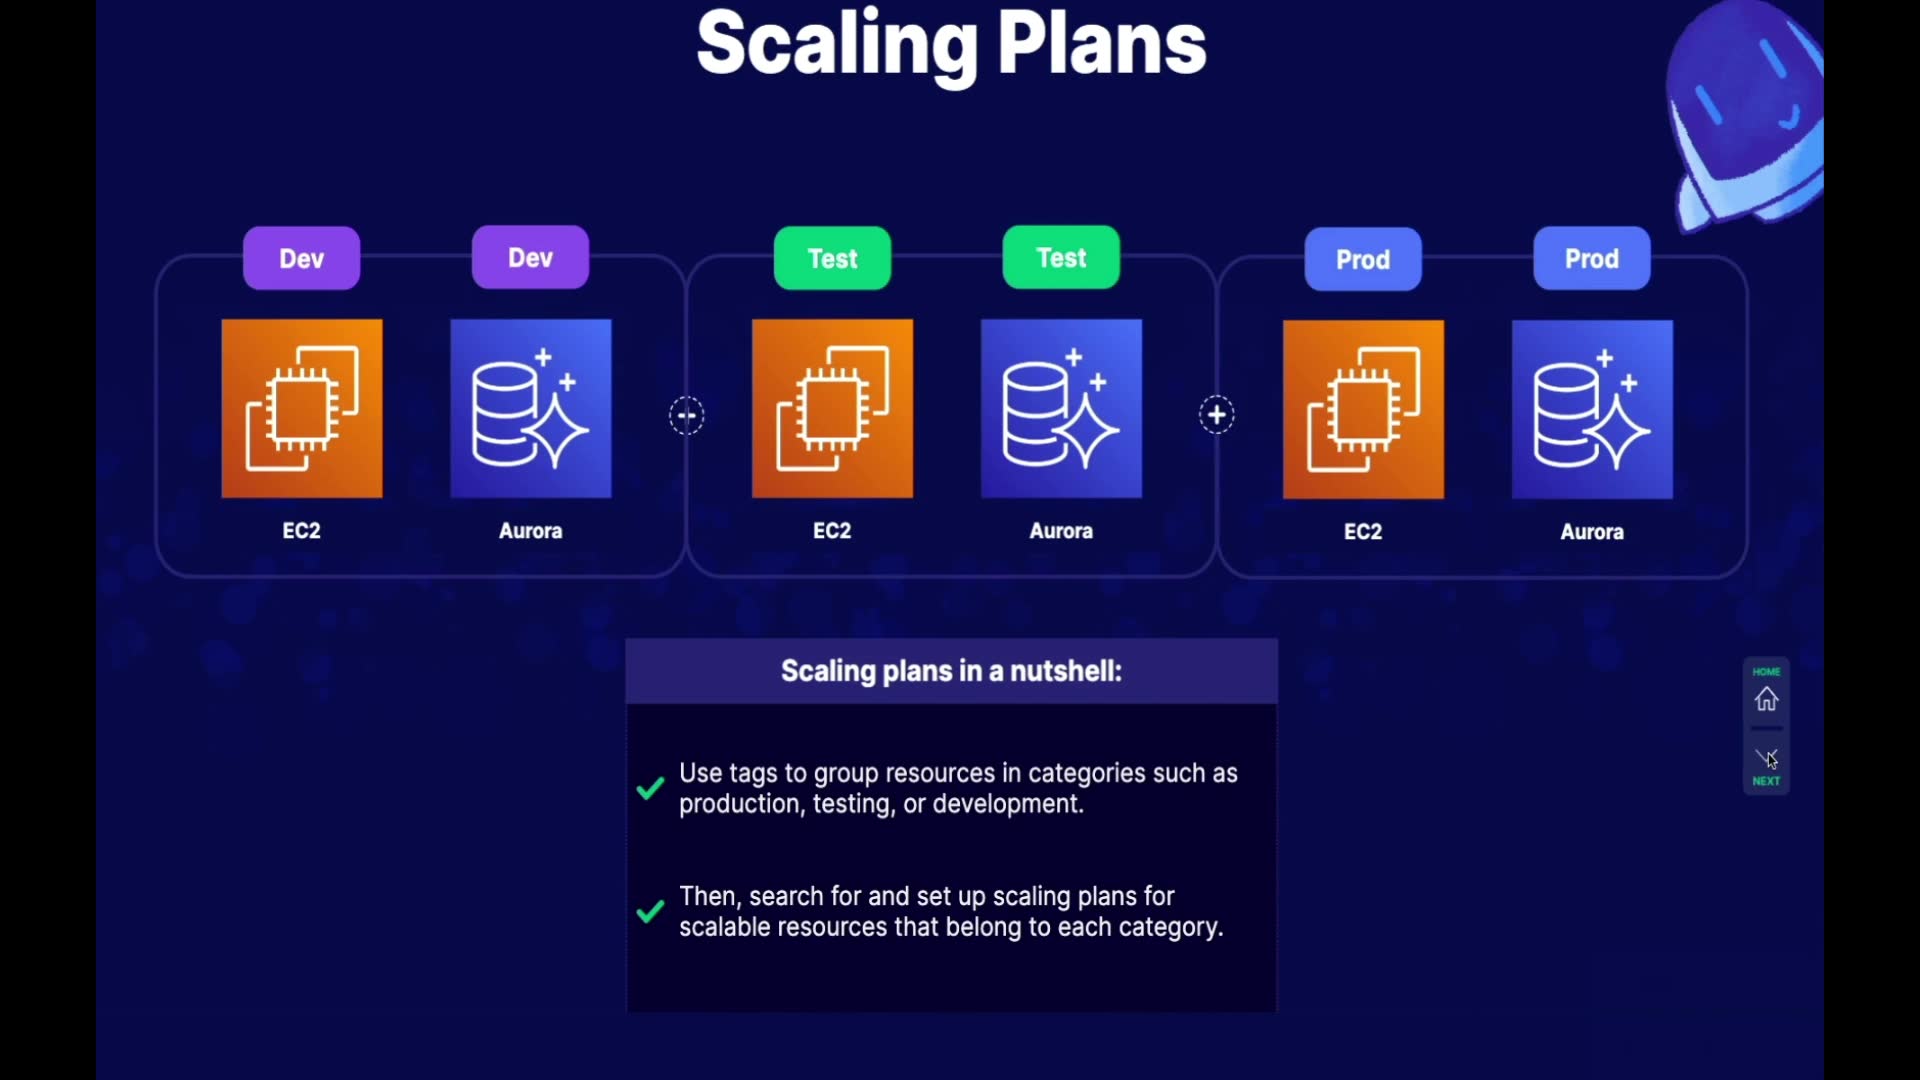 Scaling Plans
Dev
Dev
Test
Test
Prod
Prod
EC2
Aurora
EC2
Aurora
EC2
Aurora
Scaling plans in a nutshell:
Use tags to group resources in categories such as
production, testing, or development.
Then, search for and set up scaling plans for
scalable resources that belong to each category.
HOME
NEXT